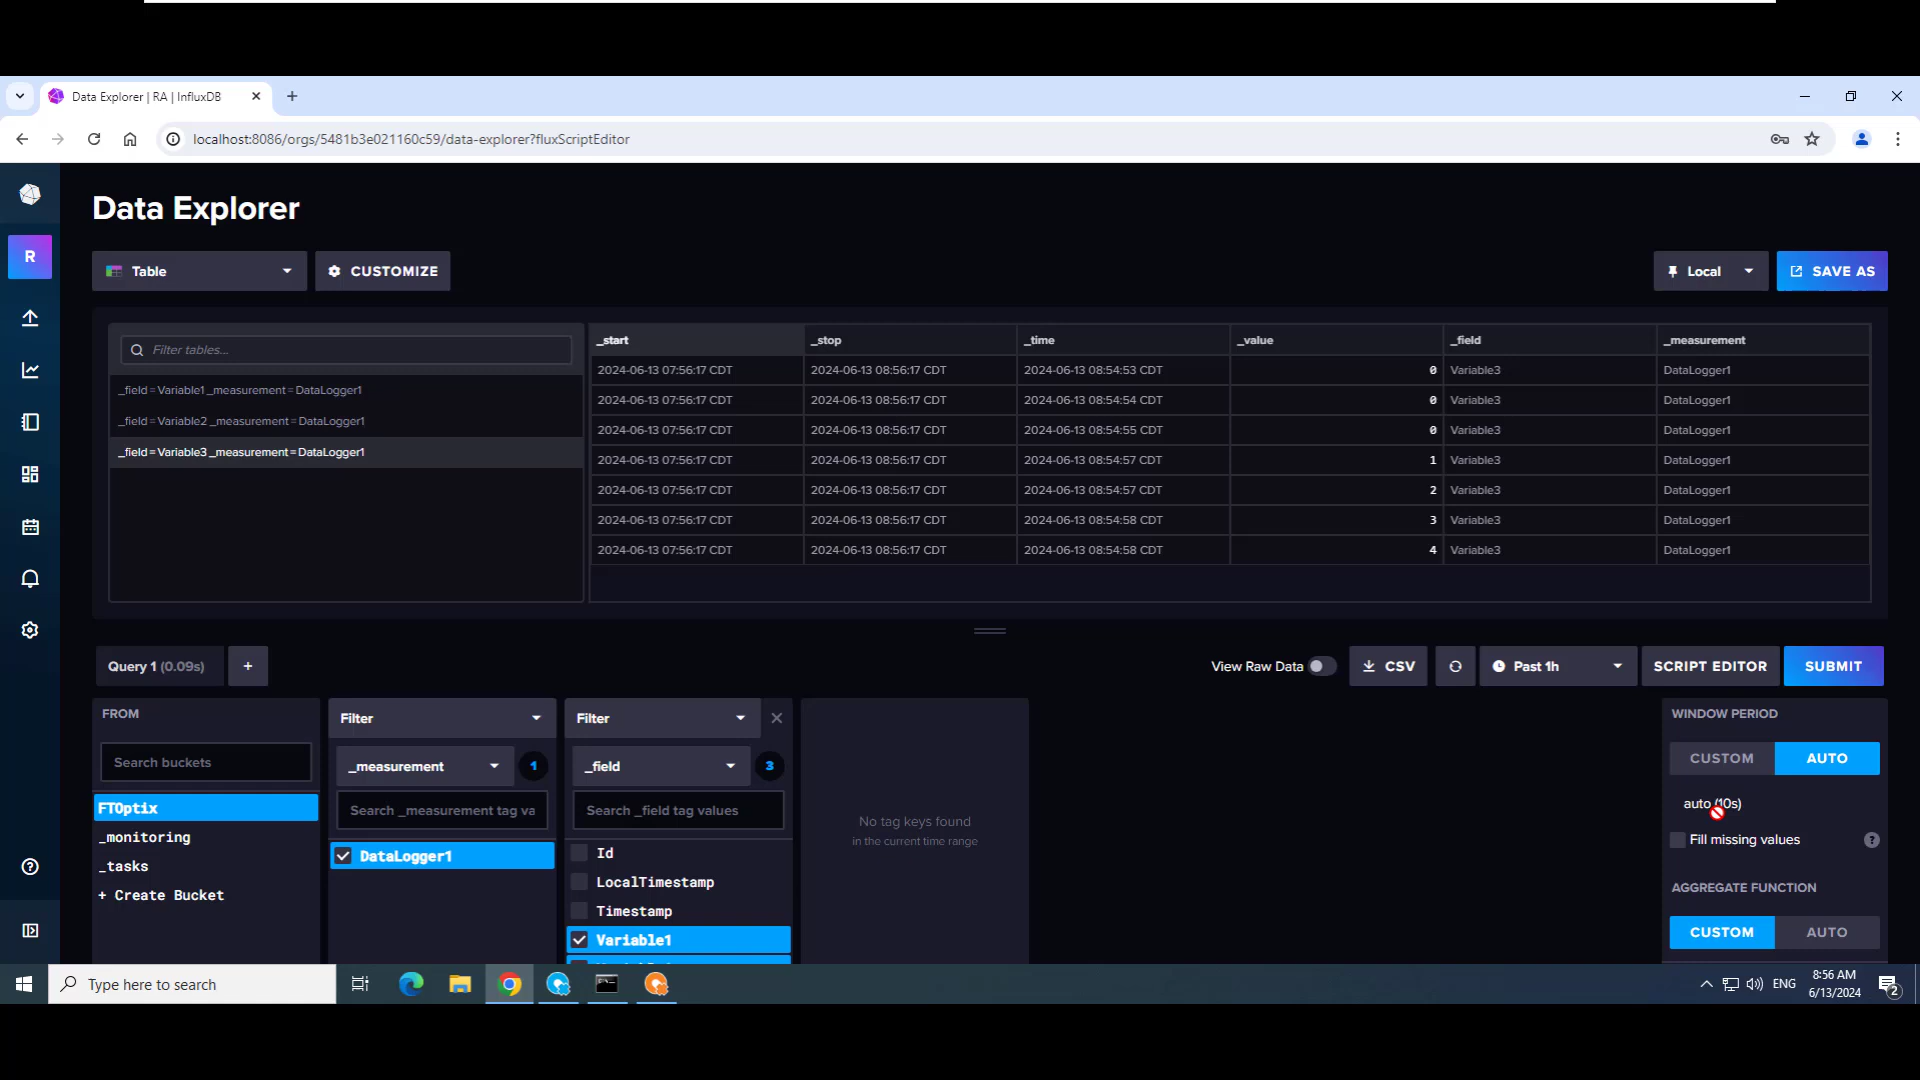 Data Explorer | RA | InfluxDB
localhost:8086/orgs/5481b3e021160c59/data-explorer?fluxScriptEditor
R
Data Explorer
Table
CUSTOMIZE
Local
SAVE AS
Filter tables...
_field = Variable1 _measurement = DataLogger1
_field = Variable2 _measurement = DataLogger1
_field = Variable3 _measurement = DataLogger1
_start _stop _time _value _field _measurement
2024-06-13 07:56:17 CDT 2024-06-13 08:56:17 CDT 2024-06-13 08:54:53 CDT 0 Variable3 DataLogger1
2024-06-13 07:56:17 CDT 2024-06-13 08:56:17 CDT 2024-06-13 08:54:54 CDT 0 Variable3 DataLogger1
2024-06-13 07:56:17 CDT 2024-06-13 08:56:17 CDT 2024-06-13 08:54:55 CDT 0 Variable3 DataLogger1
2024-06-13 07:56:17 CDT 2024-06-13 08:56:17 CDT 2024-06-13 08:54:57 CDT 1 Variable3 DataLogger1
2024-06-13 07:56:17 CDT 2024-06-13 08:56:17 CDT 2024-06-13 08:54:57 CDT 2 Variable3 DataLogger1
2024-06-13 07:56:17 CDT 2024-06-13 08:56:17 CDT 2024-06-13 08:54:58 CDT 3 Variable3 DataLogger1
2024-06-13 07:56:17 CDT 2024-06-13 08:56:17 CDT 2024-06-13 08:54:58 CDT 4 Variable3 DataLogger1
Query 1 (0.09s)
+
View Raw Data
CSV
Past 1h
SCRIPT EDITOR
SUBMIT
FROM
Search buckets
FTOptix
_monitoring
_tasks
+ Create Bucket
Filter
_measurement
1
Search _measurement tag va
DataLogger1
Filter
_field
3
Search _field tag values
Id
LocalTimestamp
Timestamp
Variable1
No tag keys found
in the current time range
WINDOW PERIOD
CUSTOM
AUTO
auto (10s)
Fill missing values
?
AGGREGATE FUNCTION
CUSTOM
AUTO
Type here to search
ENG
8:56 AM
6/13/2024
2